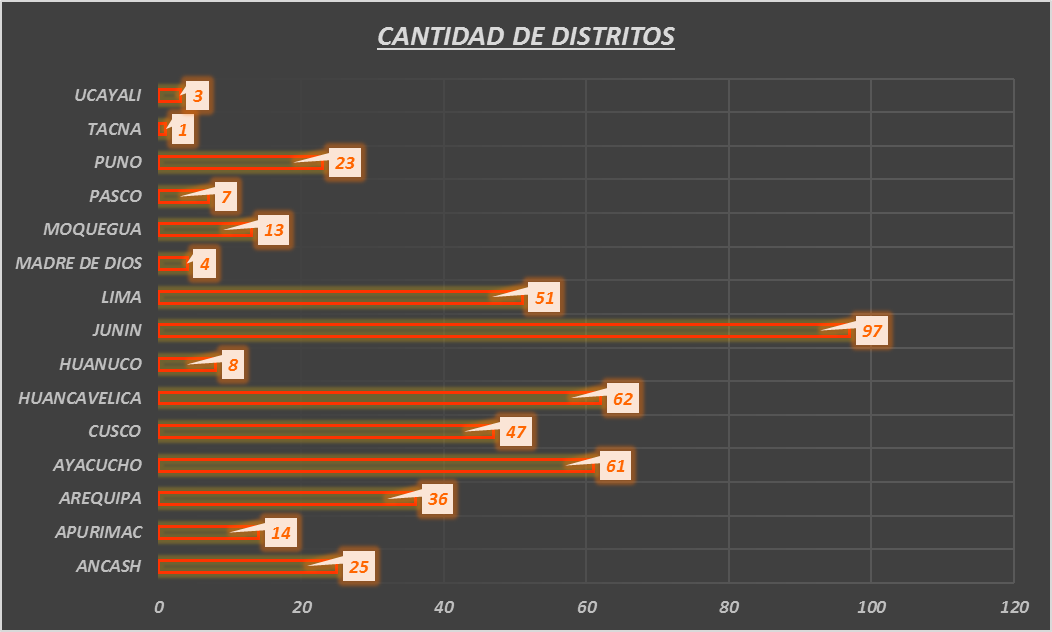 CANTIDAD DE DISTRITOS
UCAYALI 3
TACNA 1
PUNO 23
PASCO 7
MOQUEGUA 13
MADRE DE DIOS 4
LIMA 51
JUNIN 97
HUANUCO 8
HUANCAVELICA 62
CUSCO 47
AYACUCHO 61
AREQUIPA 36
APURIMAC 14
ANCASH 25
0 20 40 60 80 100 120